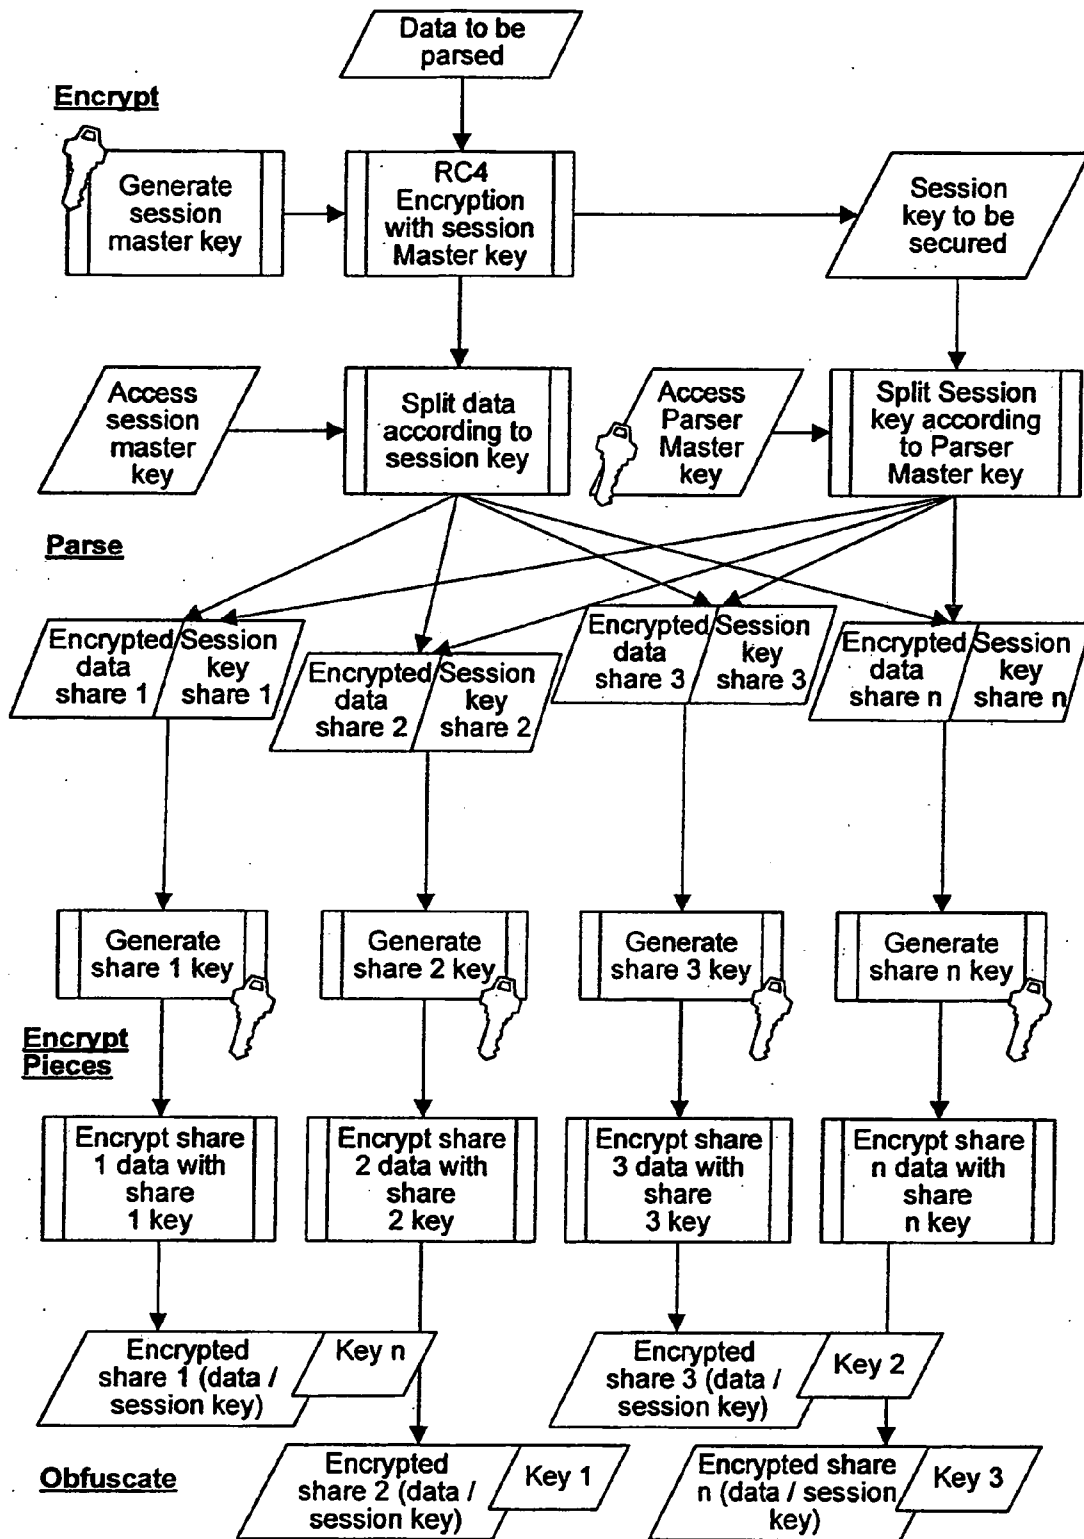 Data to be
parsed
Encrypt
Generate
session
master key
RC4
Encryption
with session
Master key
Session
key to be
secured
Access
session
master
key
Split data
according to
session key
Access
Parser
Master
key
Split Session
key according
to Parser
Master key
Parse
Encrypted
data
share 1
Session
key
share 1
Encrypted
data
share 2
Session
key
share 2
Encrypted
data
share 3
Session
key
share 3
Encrypted
data
share n
Session
key
share n
Generate
share 1 key
Generate
share 2 key
Generate
share 3 key
Generate
share n key
Encrypt
Pieces
Encrypt share
1 data with
share
1 key
Encrypt share
2 data with
share
2 key
Encrypt share
3 data with
share
3 key
Encrypt share
n data with
share
n key
Encrypted
share 1 (data /
session key)
Key n
Encrypted
share 3 (data /
session key)
Key 2
Obfuscate
Encrypted
share 2 (data /
session key)
Key 1
Encrypted share
n (data / session
key)
Key 3